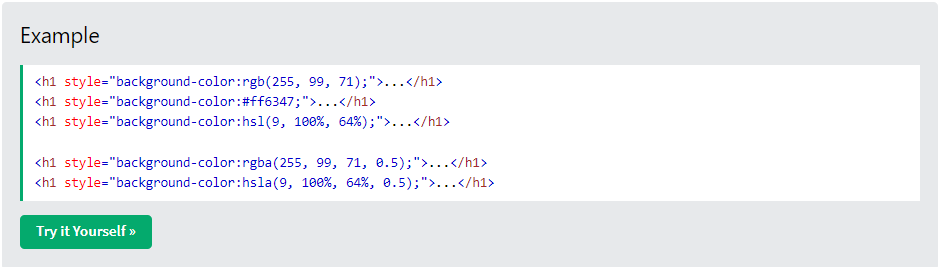 Example
<h1 style="background-color:rgb(255, 99, 71);">...</h1>
<h1 style="background-color:#ff6347;">...</h1>
<h1 style="background-color:hsl(9, 100%, 64%);">...</h1>
<h1 style="background-color:rgba(255, 99, 71, 0.5);">...</h1>
<h1 style="background-color:hsla(9, 100%, 64%, 0.5);">...</h1>
Try it Yourself »